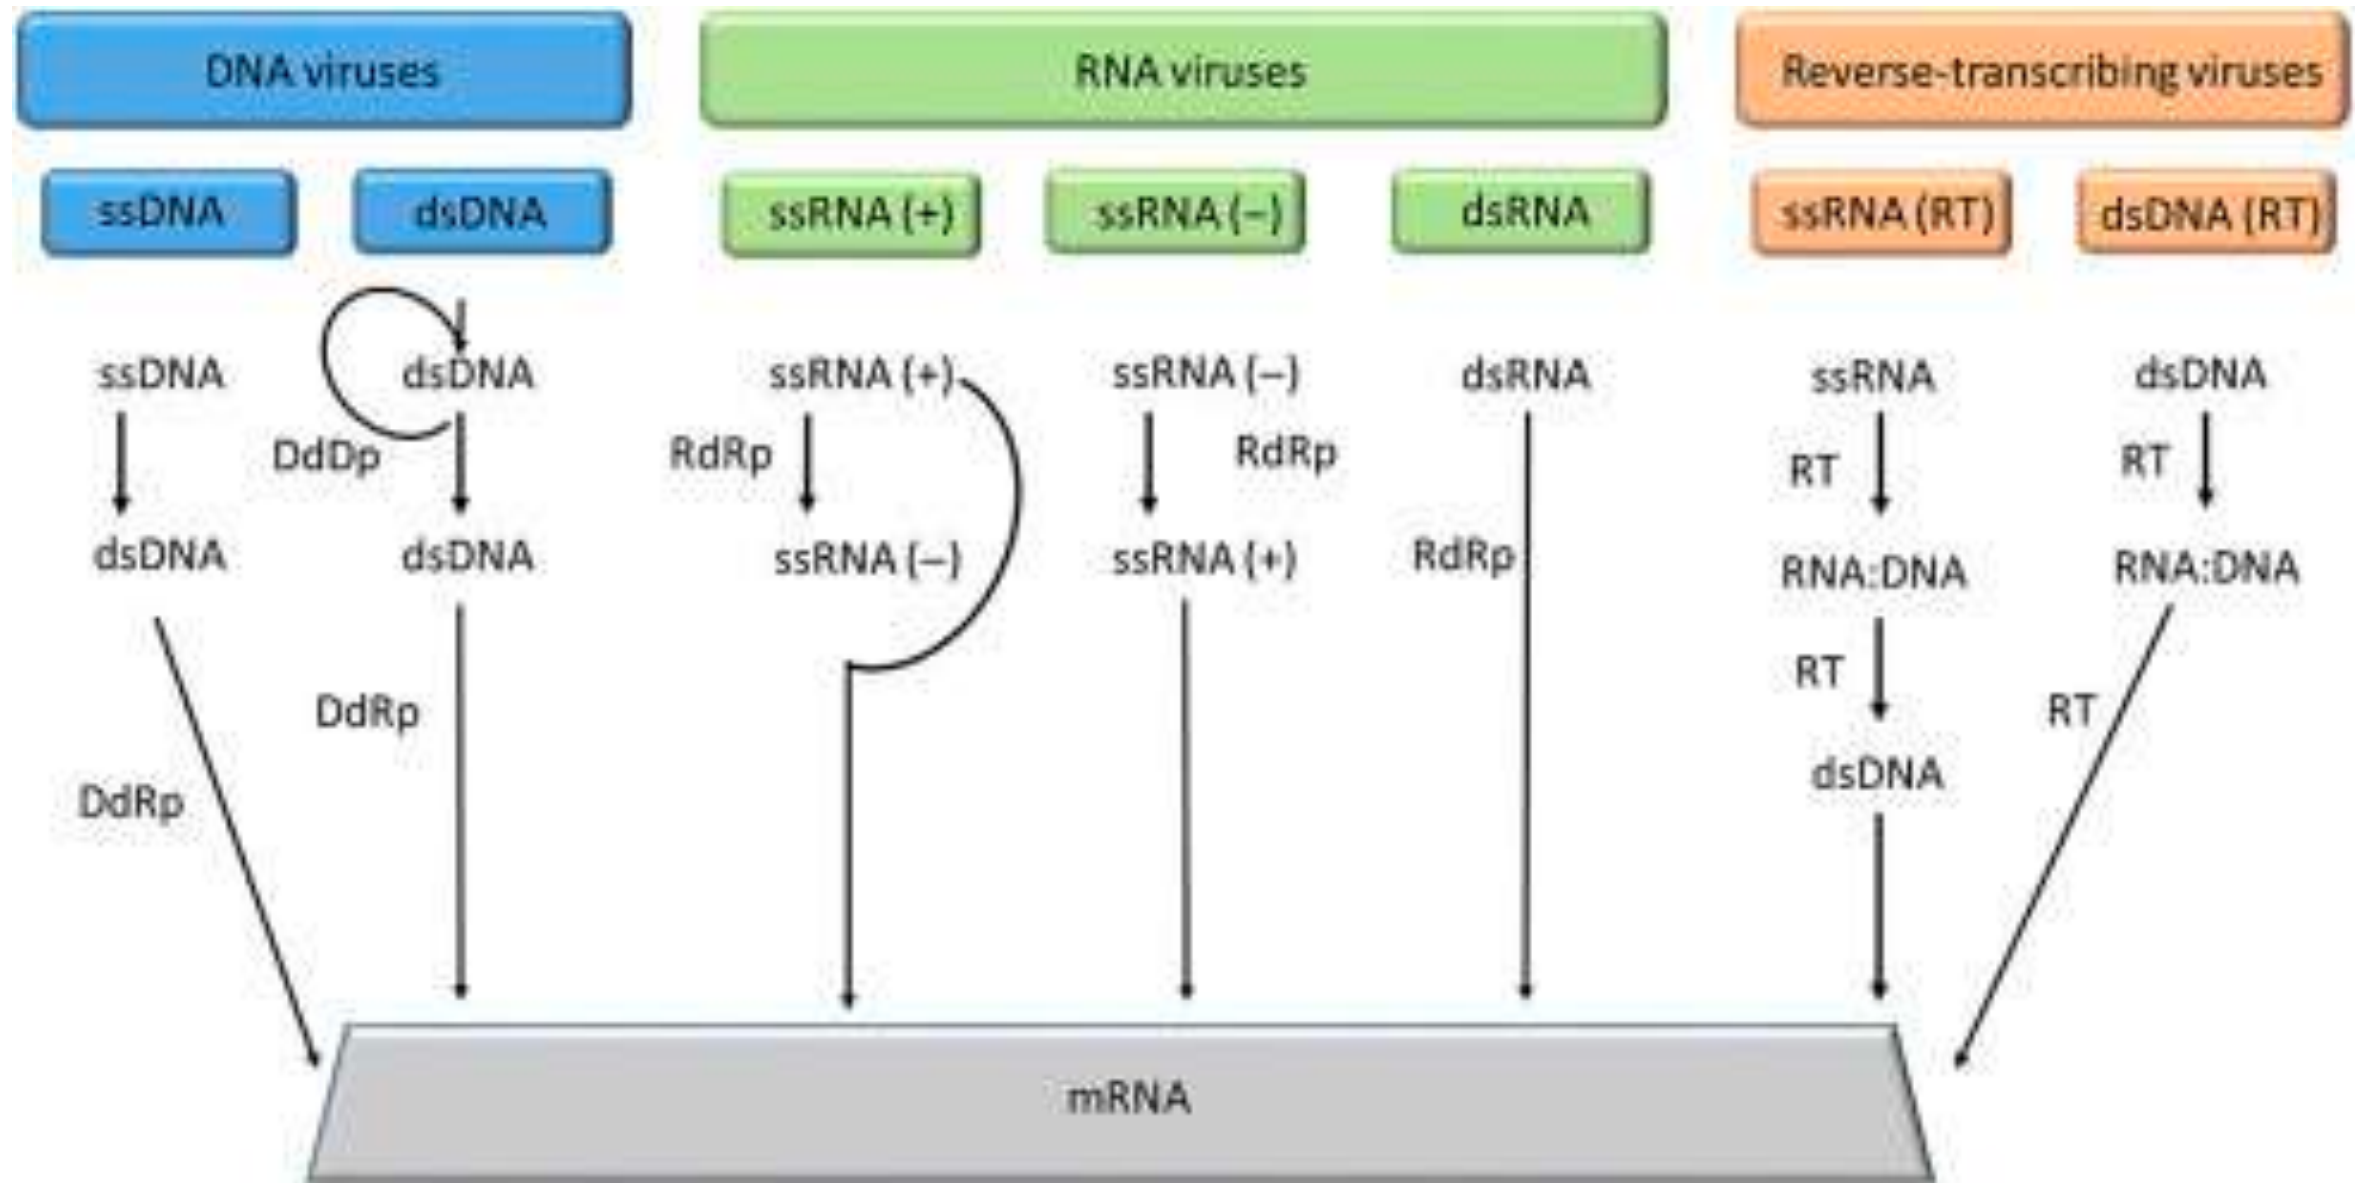 DNA viruses
RNA viruses
Reverse-transcribing viruses
ssDNA
dsDNA
ssRNA (+)
ssRNA (–)
dsRNA
ssRNA (RT)
dsDNA (RT)
ssDNA
dsDNA
ssRNA (+)
ssRNA (–)
dsRNA
ssRNA
dsDNA
DdDp
RdRp
RdRp
RT
RT
dsDNA
dsDNA
ssRNA (–)
ssRNA (+)
RdRp
RNA:DNA
RNA:DNA
RT
DdRp
RT
DdRp
dsDNA
mRNA